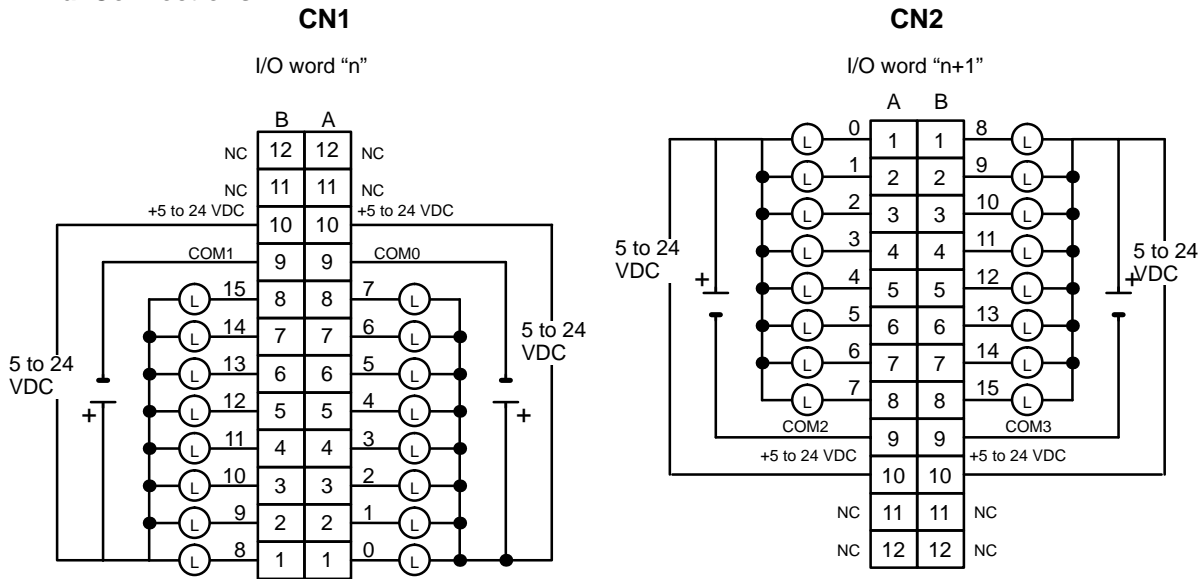 CN1
I/O word “n”
B A
NC 12 12 NC
NC 11 11 NC
+5 to 24 VDC 10 10 +5 to 24 VDC
COM1 9 9 COM0
L 15 8 8 7 L
L 14 7 7 6 L
L 13 6 6 5 L
L 12 5 5 4 L
L 11 4 4 3 L
L 10 3 3 2 L
L 9 2 2 1 L
L 8 1 1 0 L
5 to 24
VDC
+
5 to 24
VDC
+
CN2
I/O word “n+1”
A B
L 0 1 1 8 L
L 1 2 2 9 L
L 2 3 3 10 L
L 3 4 4 11 L
L 4 5 5 12 L
L 5 6 6 13 L
L 6 7 7 14 L
L 7 8 8 15 L
COM2 9 9 COM3
+5 to 24 VDC 10 10 +5 to 24 VDC
NC 11 11 NC
NC 12 12 NC
5 to 24
VDC
+
5 to 24
VDC
+